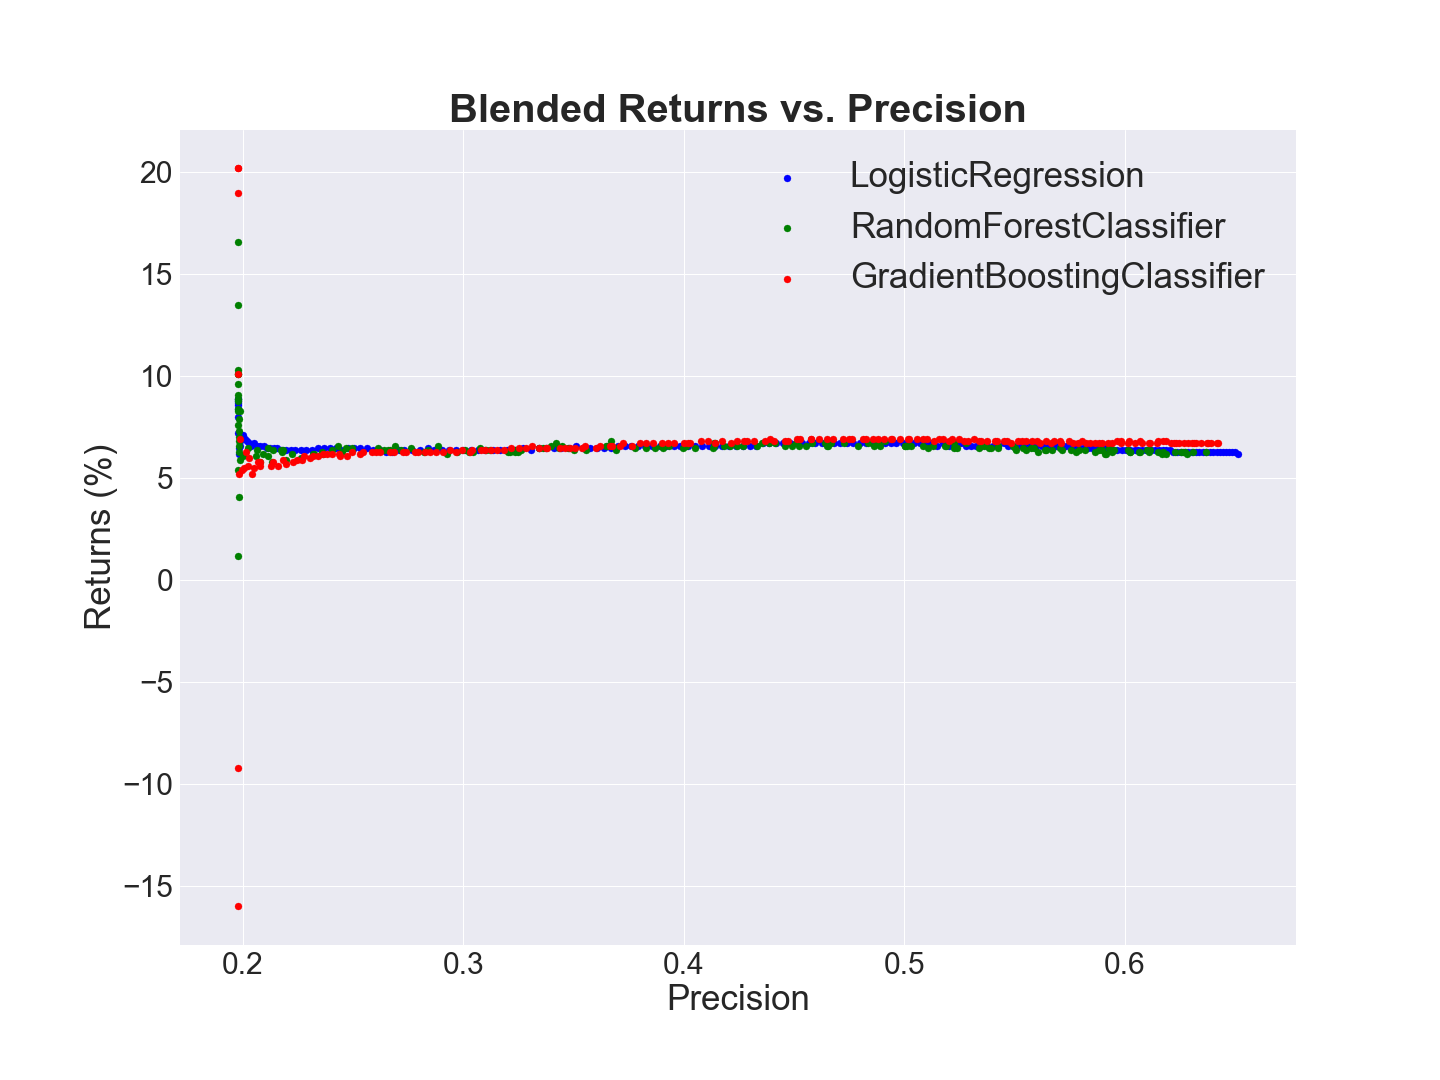 Blended Returns vs. Precision
LogisticRegression
RandomForestClassifier
GradientBoostingClassifier
Returns (%)
20
15
10
5
0
−5
−10
−15
0.2 0.3 0.4 0.5 0.6
Precision